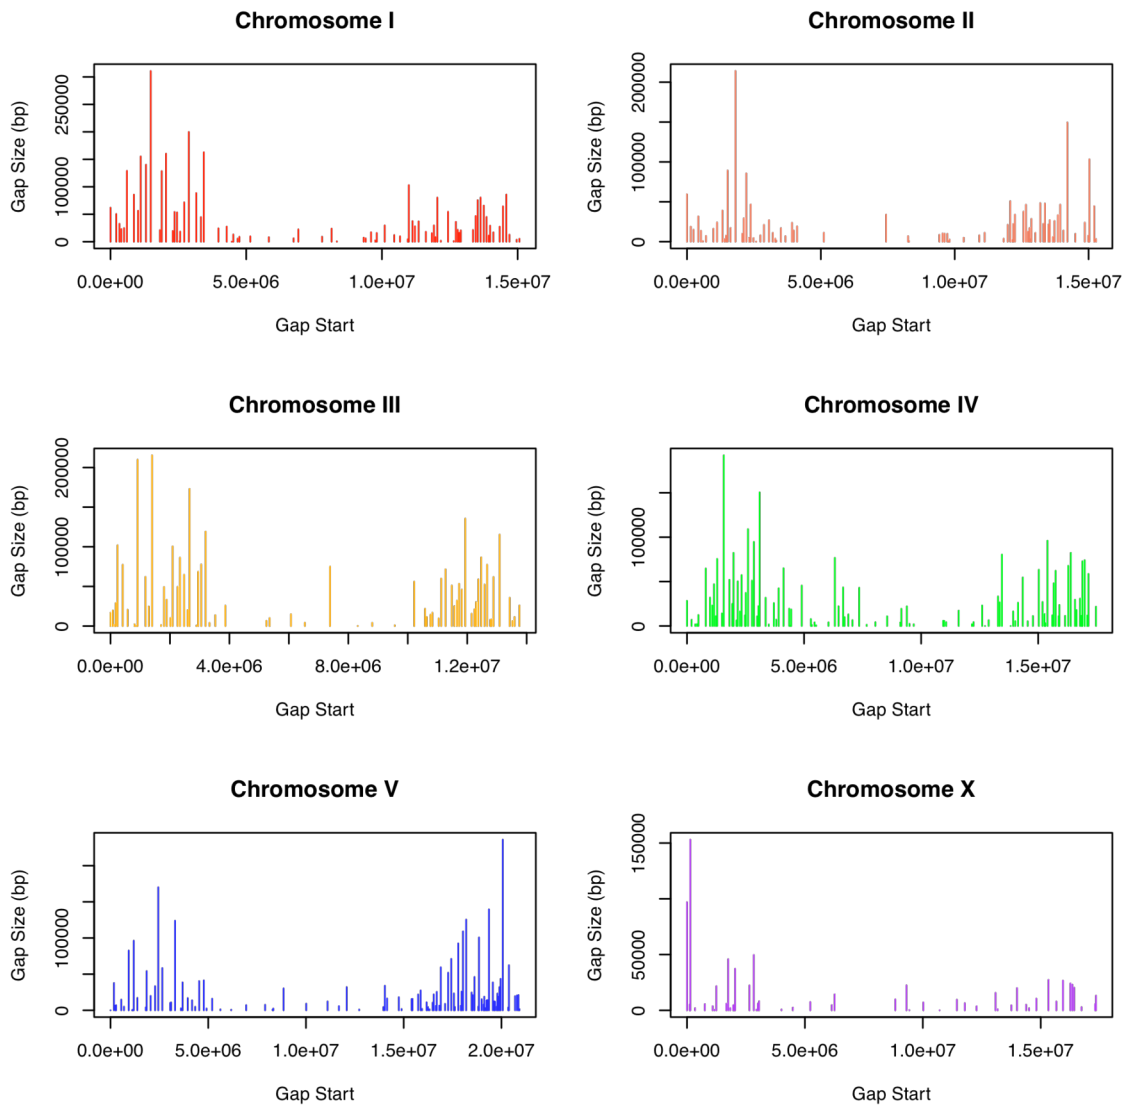 Chromosome I
Gap Size (bp)
250000
100000
0
0.0e+00 5.0e+06 1.0e+07 1.5e+07
Gap Start
Chromosome II
Gap Size (bp)
200000
100000
0
0.0e+00 5.0e+06 1.0e+07 1.5e+07
Gap Start
Chromosome III
Gap Size (bp)
200000
100000
0
0.0e+00 4.0e+06 8.0e+06 1.2e+07
Gap Start
Chromosome IV
Gap Size (bp)
100000
0
0.0e+00 5.0e+06 1.0e+07 1.5e+07
Gap Start
Chromosome V
Gap Size (bp)
100000
0
0.0e+00 5.0e+06 1.0e+07 1.5e+07 2.0e+07
Gap Start
Chromosome X
Gap Size (bp)
150000
50000
0
0.0e+00 5.0e+06 1.0e+07 1.5e+07
Gap Start